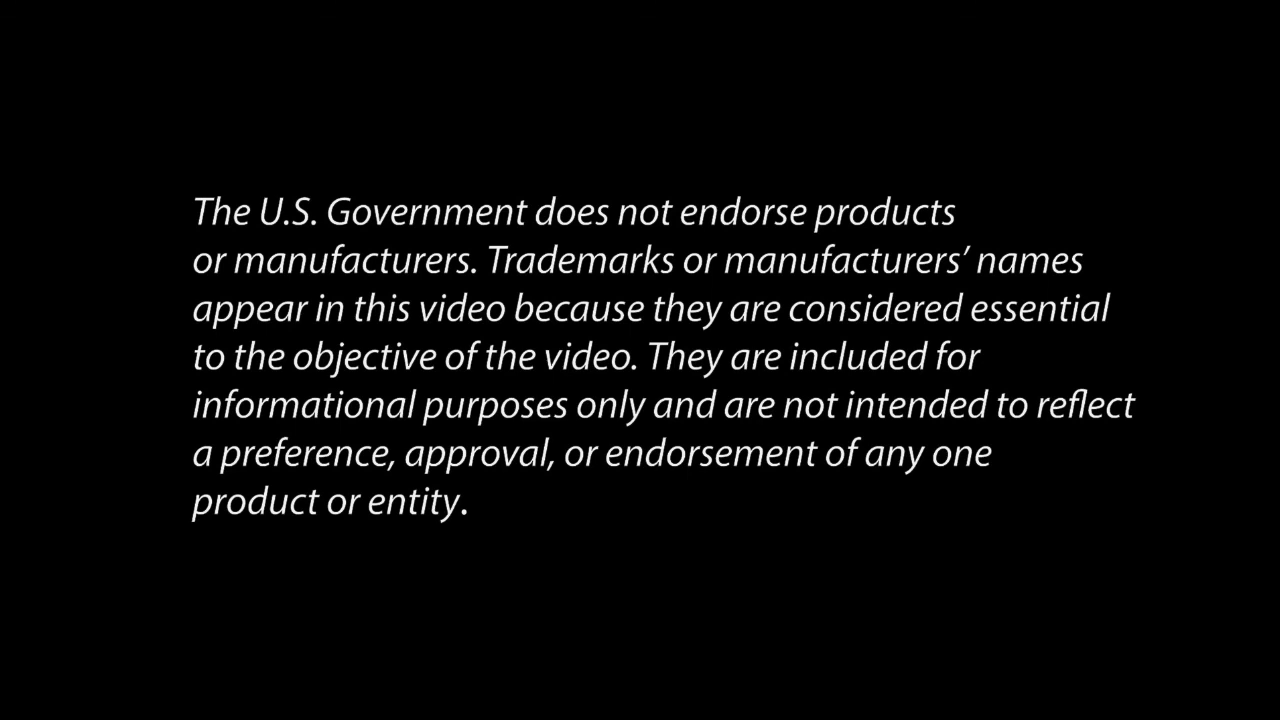 The U.S. Government does not endorse products
or manufacturers. Trademarks or manufacturers’ names
appear in this video because they are considered essential
to the objective of the video. They are included for
informational purposes only and are not intended to reflect
a preference, approval, or endorsement of any one
product or entity.